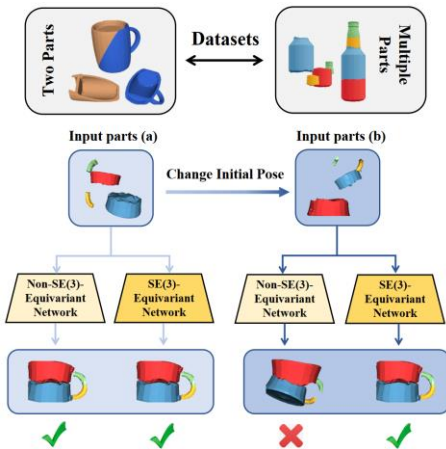 Two Parts
Datasets
Multiple
Parts
Input parts (a)
Input parts (b)
Change Initial Pose
Non-SE(3)-
Equivariant
Network
SE(3)-
Equivariant
Network
Non-SE(3)-
Equivariant
Network
SE(3)-
Equivariant
Network